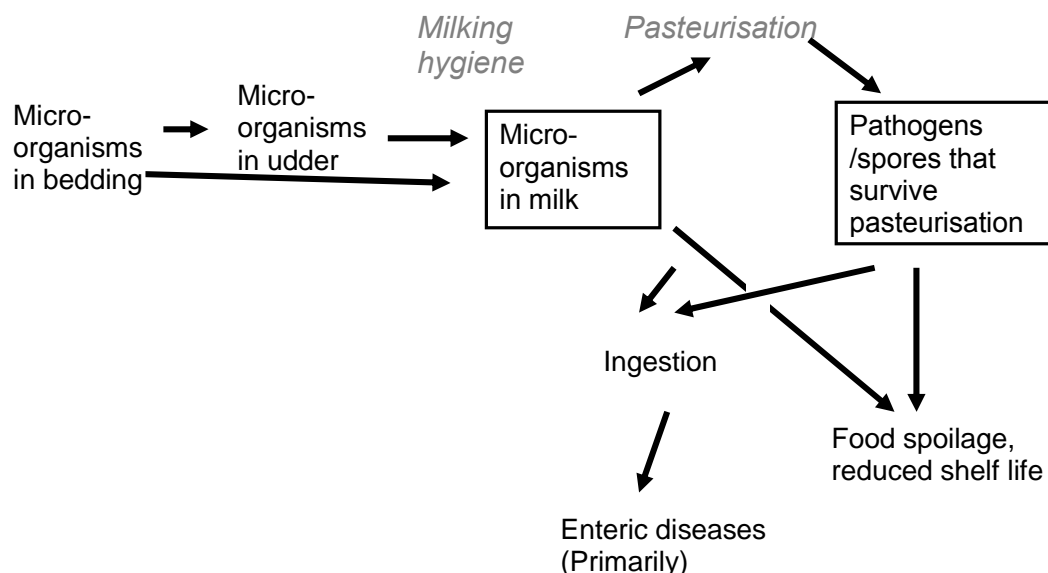 Milking
hygiene
Pasteurisation
Micro-
organisms
in bedding
Micro-
organisms
in udder
Micro-
organisms
in milk
Pathogens
/spores that
survive
pasteurisation
Ingestion
Food spoilage,
reduced shelf life
Enteric diseases
(Primarily)